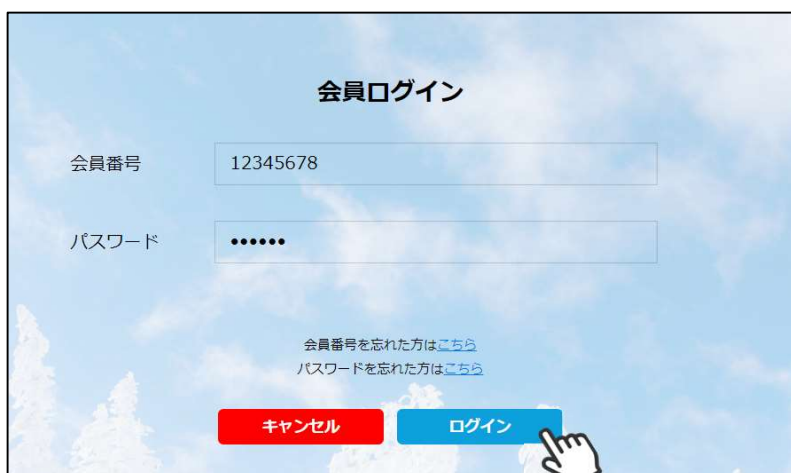 会員ログイン
会員番号 12345678
パスワード ••••••
会員番号を忘れた方はこちら
パスワードを忘れた方はこちら
キャンセル ログイン